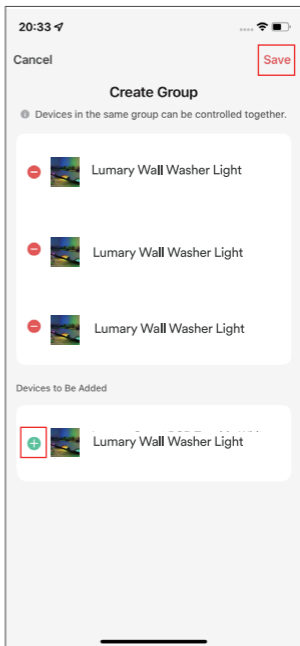 20:33
Cancel
Save
Create Group
Devices in the same group can be controlled together.
Lumary Wall Washer Light
Lumary Wall Washer Light
Lumary Wall Washer Light
Devices to Be Added
Lumary Wall Washer Light